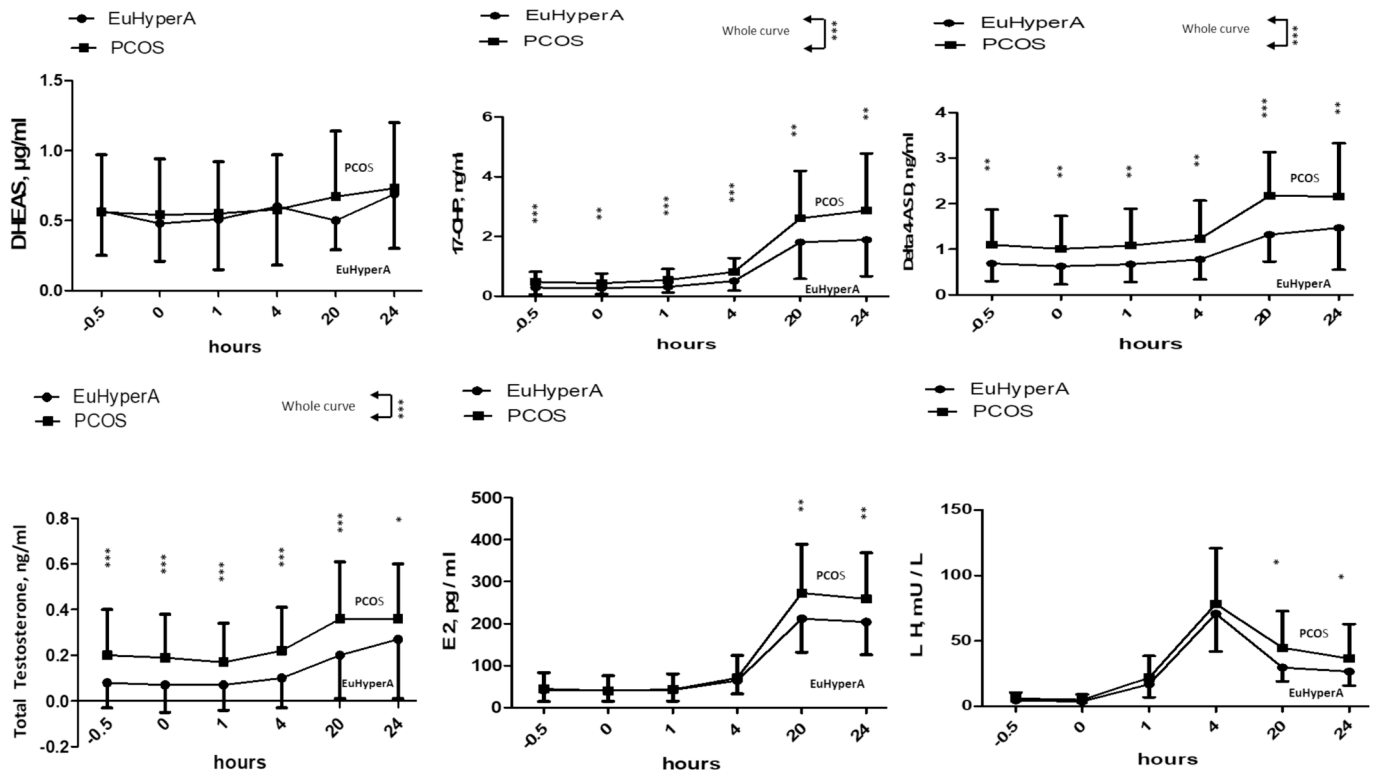 EuHyperA
PCOS
DHEAS, µg/ml
1.5
1.0
0.5
0.0
PCOS
EuHyperA
-0.5 0 1 4 20 24
hours
EuHyperA
PCOS
Whole curve
***
17-OHP, ng/ml
6
4
2
0
*** ** *** *** ** **
PCOS
EuHyperA
-0.5 0 1 4 20 24
hours
EuHyperA
PCOS
Whole curve
***
Delta 4-ASD, ng/ml
4
3
2
1
0
** ** ** ** *** **
PCOS
EuHyperA
-0.5 0 1 4 20 24
hours
EuHyperA
PCOS
Whole curve
***
Total Testosterone, ng/ml
0.8
0.6
0.4
0.2
0.0
-0.2
*** *** *** *** *** *
PCOS
EuHyperA
-0.5 0 1 4 20 24
hours
EuHyperA
PCOS
E2, pg/ml
500
400
300
200
100
0
** **
PCOS
EuHyperA
-0.5 0 1 4 20 24
hours
EuHyperA
PCOS
LH, mU/L
150
100
50
0
* *
PCOS
EuHyperA
-0.5 0 1 4 20 24
hours